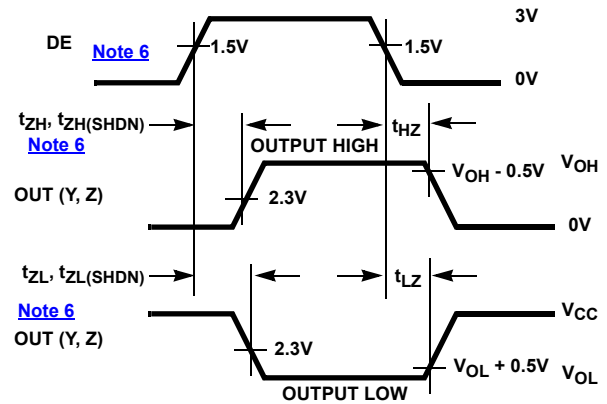 3V
DE Note 6 1.5V 1.5V
0V
tZH, tZH(SHDN) tHZ
Note 6 OUTPUT HIGH
VOH - 0.5V VOH
OUT (Y, Z) 2.3V
0V
tZL, tZL(SHDN) tLZ
Note 6 VCC
OUT (Y, Z) 2.3V
VOL + 0.5V VOL
OUTPUT LOW